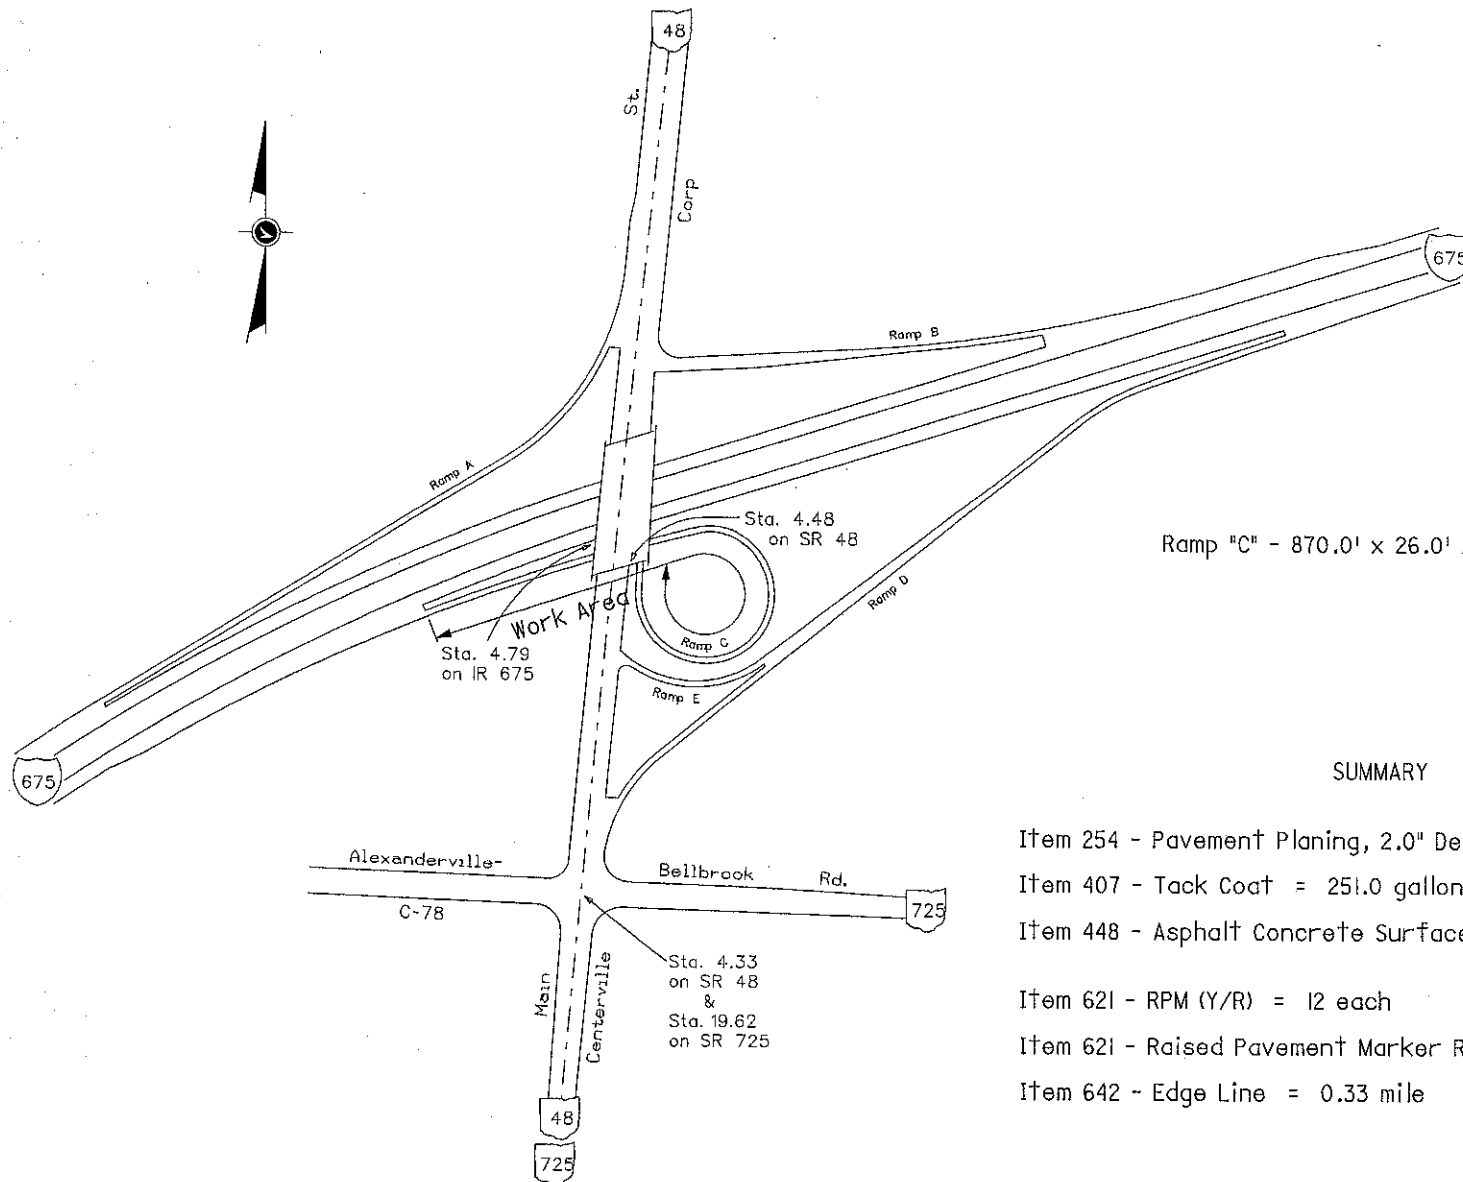 48
St.
Corp
675
Ramp B
Ramp A
Sta. 4.48
on SR 48
Ramp "C" - 870.0' x 26.0'
Work Area
Ramp D
Ramp C
Sta. 4.79
on IR 675
Ramp E
675
SUMMARY
Item 254 - Pavement Planing, 2.0" De
Alexanderville-
Bellbrook Rd.
Item 407 - Tack Coat = 251.0 gallon
C-78
725
Item 448 - Asphalt Concrete Surface
Main
Centerville
Sta. 4.33
on SR 48
&
Sta. 19.62
on SR 725
Item 621 - RPM (Y/R) = 12 each
Item 621 - Raised Pavement Marker R
Item 642 - Edge Line = 0.33 mile
48
725